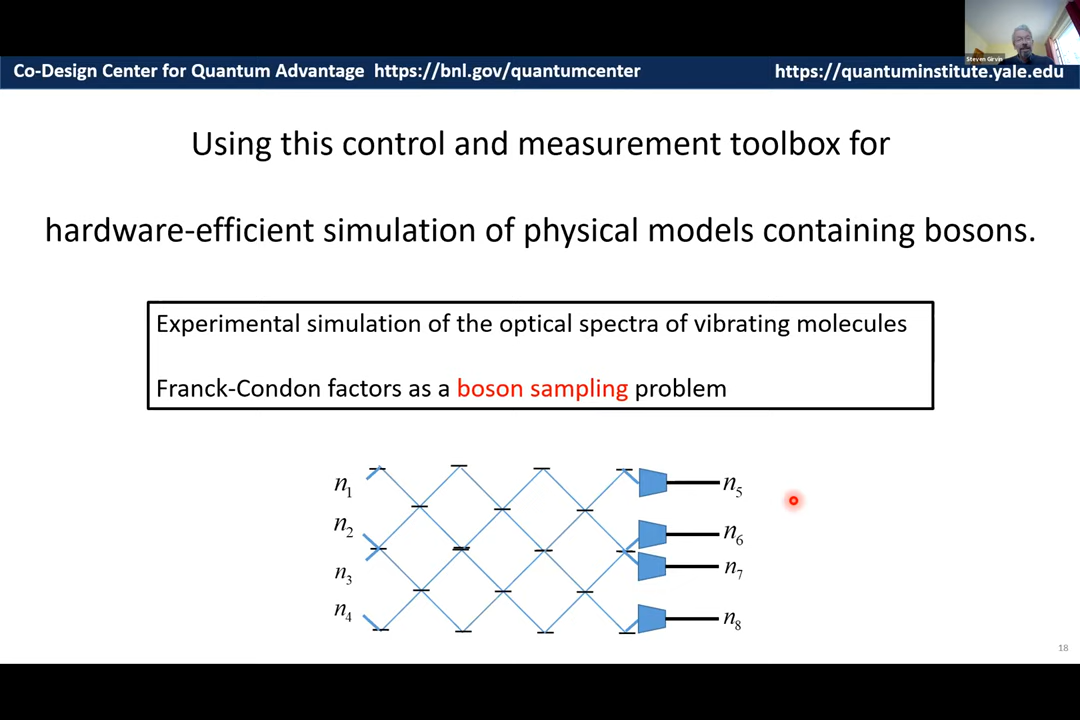 Steven Girvin
Co-Design Center for Quantum Advantage https://bnl.gov/quantumcenter https://quantuminstitute.yale.edu
Using this control and measurement toolbox for
hardware-efficient simulation of physical models containing bosons.
Experimental simulation of the optical spectra of vibrating molecules
Franck-Condon factors as a boson sampling problem
n1
n2
n3
n4
n5
n6
n7
n8
18